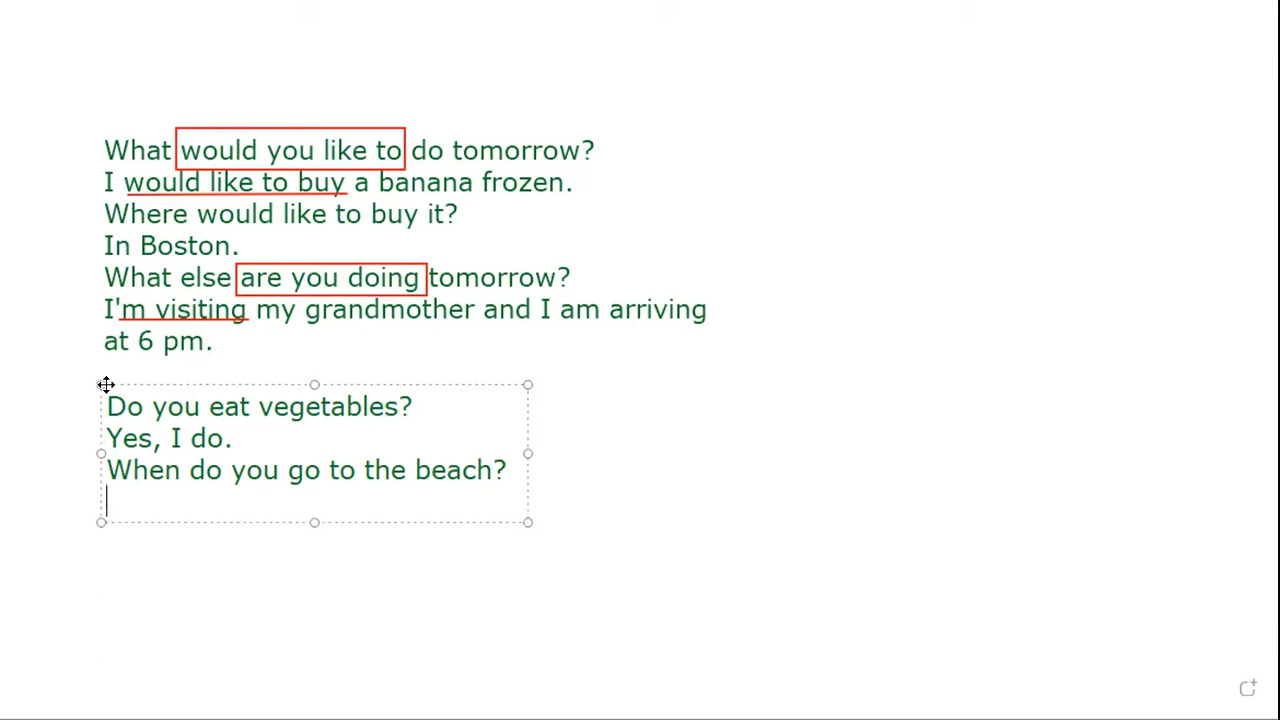 What would you like to do tomorrow?
I would like to buy a banana frozen.
Where would like to buy it?
In Boston.
What else are you doing tomorrow?
I'm visiting my grandmother and I am arriving
at 6 pm.
Do you eat vegetables?
Yes, I do.
When do you go to the beach?